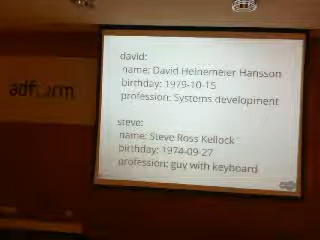 david:
name: David Heinemeier Hansson
birthday: 1979-10-15
profession: Systems development
steve:
name: Steve Ross Kellock
birthday: 1974-09-27
profession: guy with keyboard
adform